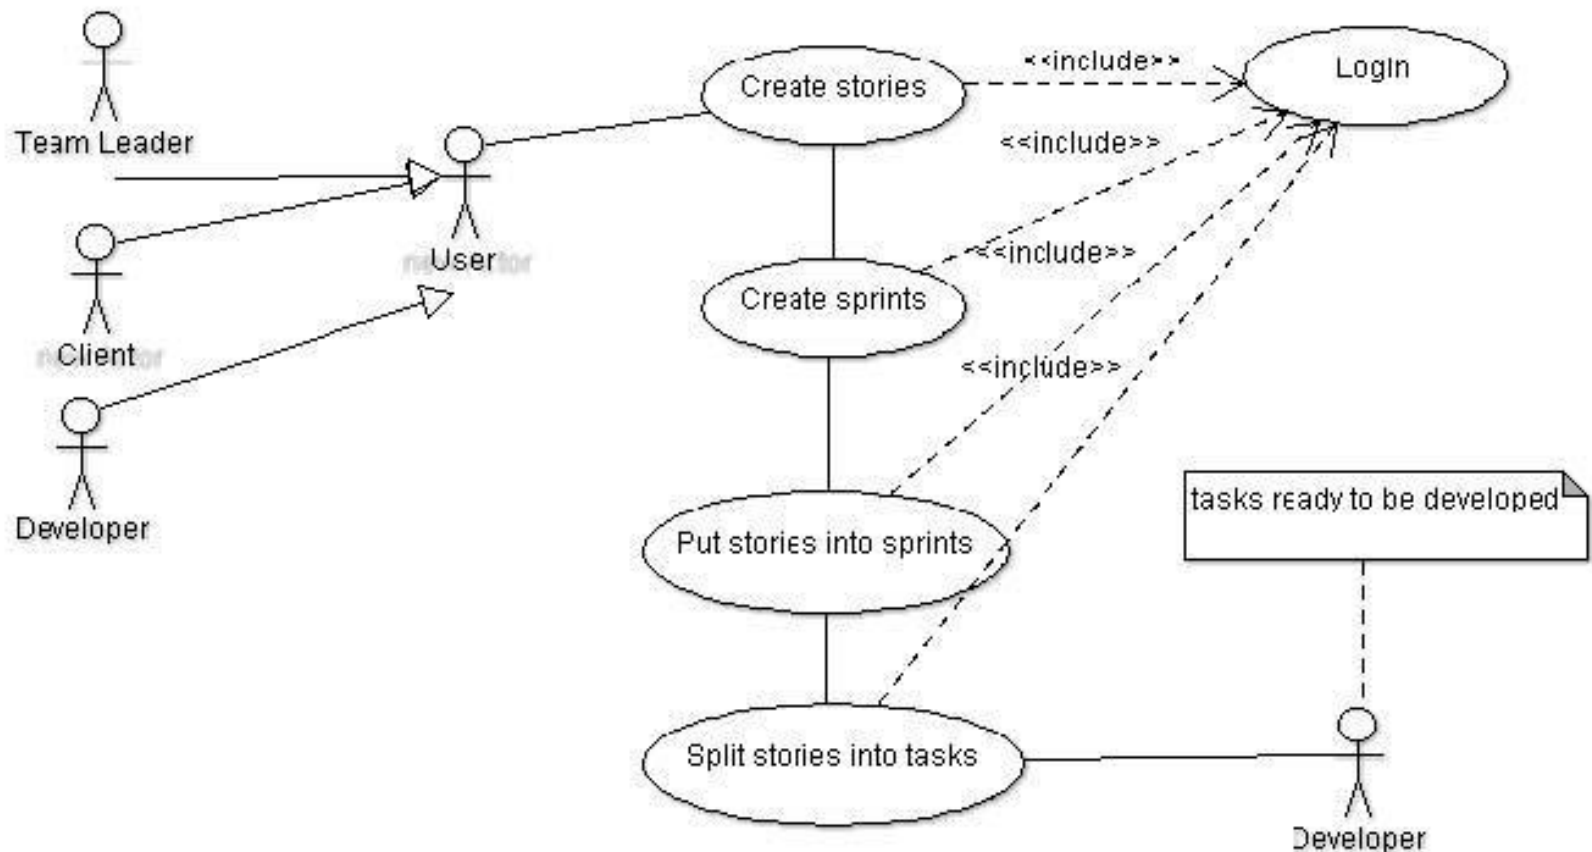 Team Leader
User
Client
Developer
Create stories
Create sprints
Put stories into sprints
Split stories into tasks
<<include>>
<<include>>
<<include>>
<<include>>
LogIn
tasks ready to be developed
Developer